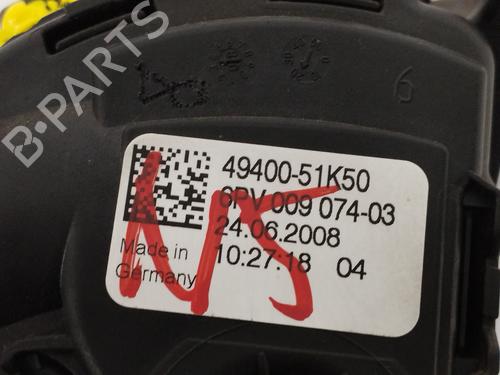 B-PARTS
6
49400-51K50
6PV 009 074-03
24.06.2008
Made in
Germany
10:27:18 04